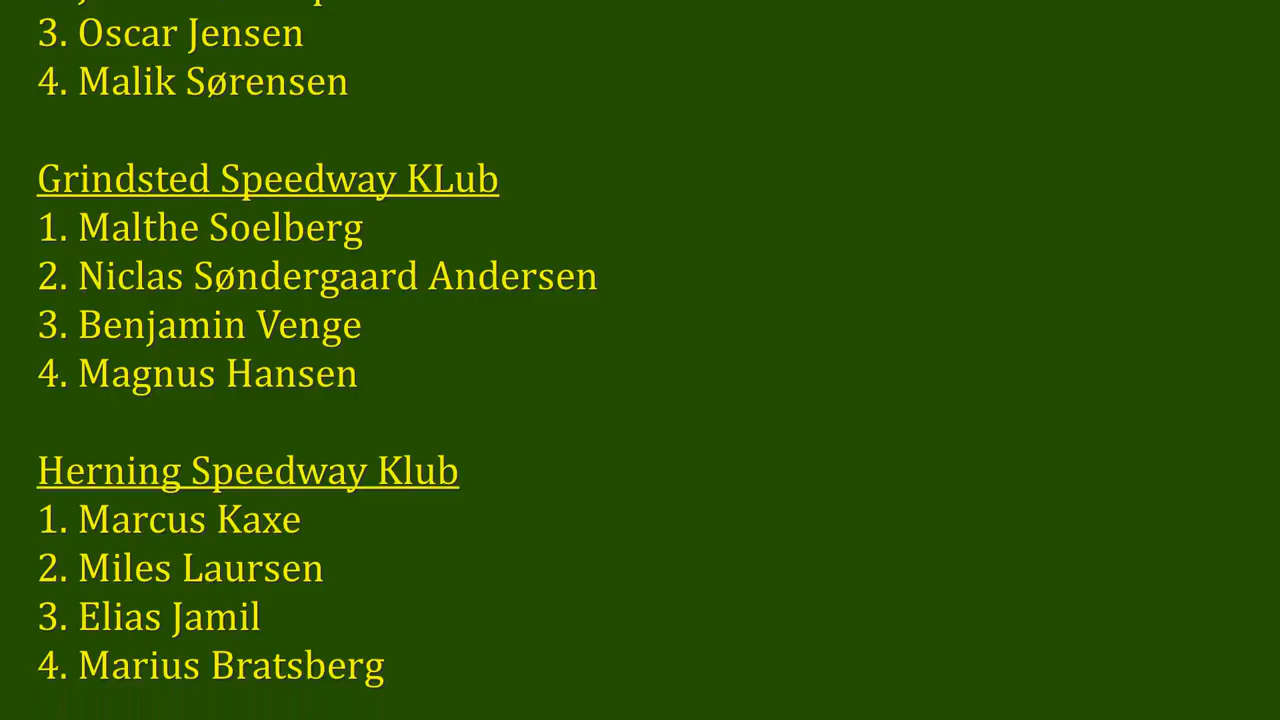 3. Oscar Jensen
4. Malik Sørensen
Grindsted Speedway KLub
1. Malthe Soelberg
2. Niclas Søndergaard Andersen
3. Benjamin Venge
4. Magnus Hansen
Herning Speedway Klub
1. Marcus Kaxe
2. Miles Laursen
3. Elias Jamil
4. Marius Bratsberg